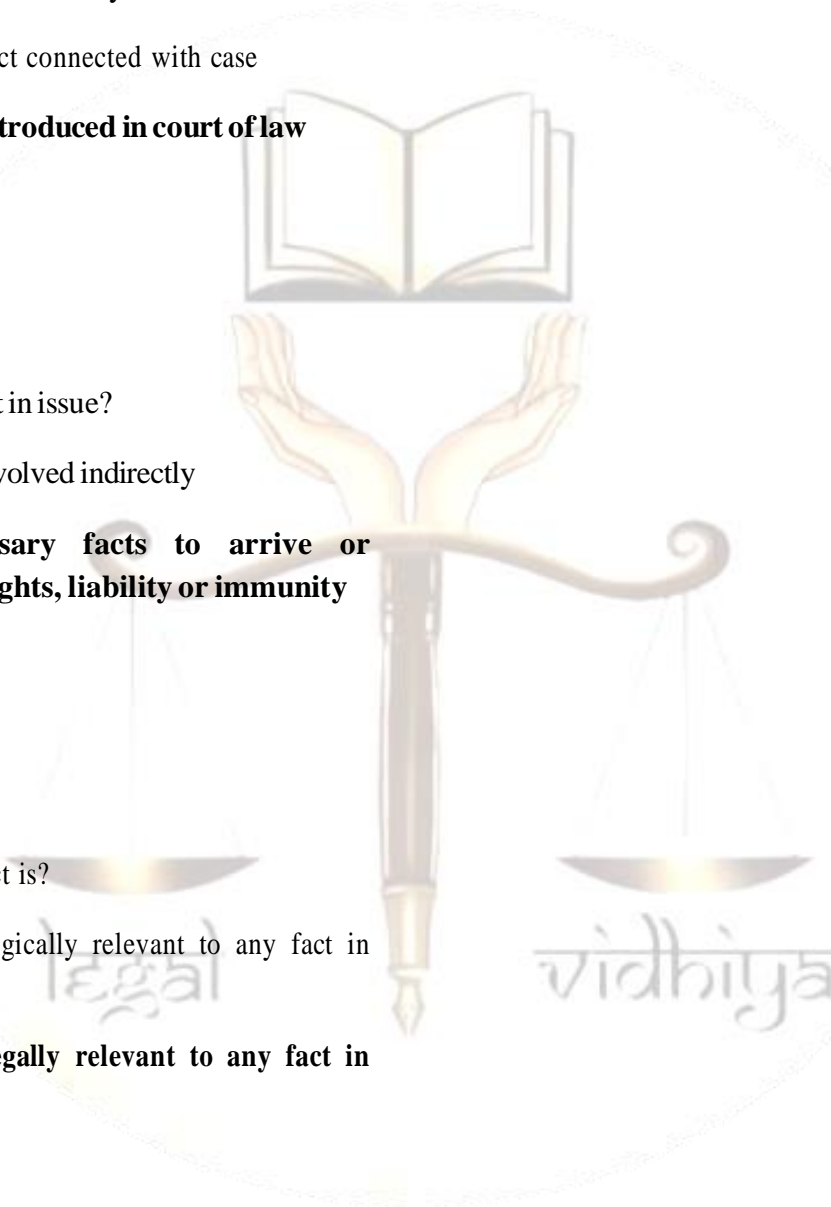 ct connected with case
troduced in court of law
t in issue?
volved indirectly
sary facts to arrive or
ghts, liability or immunity
ct is?
gically relevant to any fact in
legal vidhiya
egally relevant to any fact in